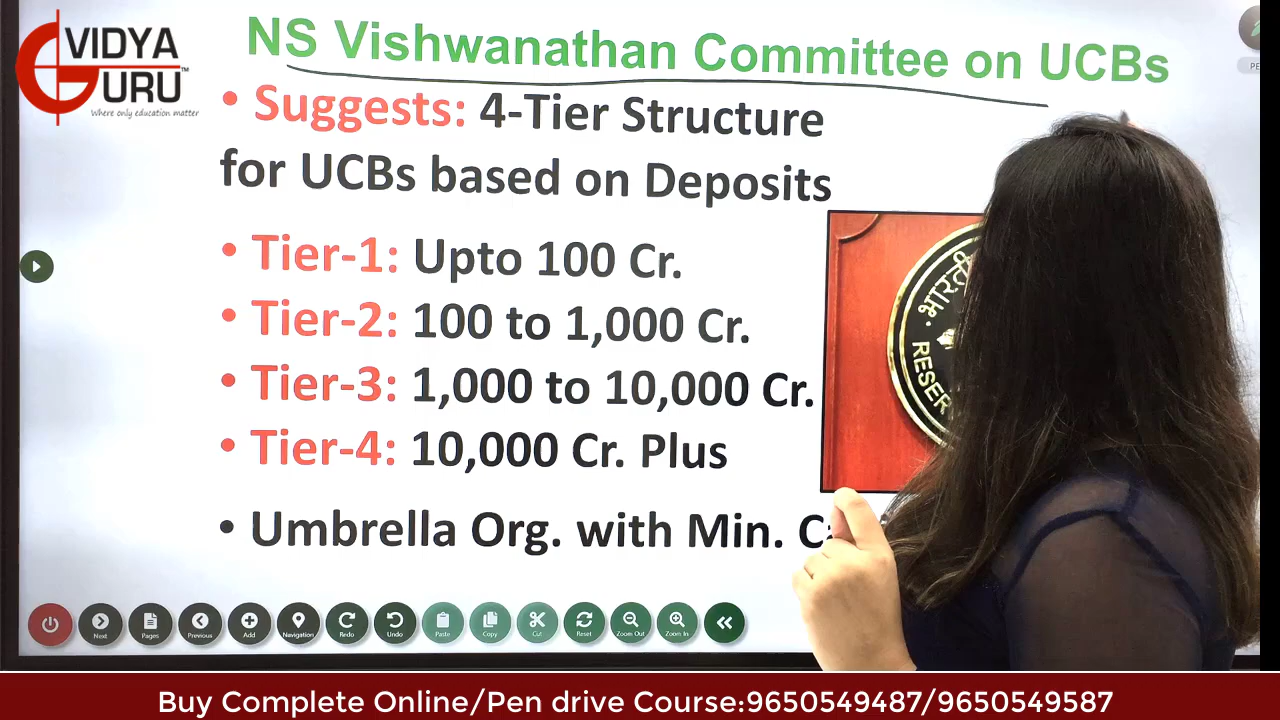 VIDYA
GURU™
Where only education matter
NS Vishwanathan Committee on UCBs
• Suggests: 4-Tier Structure
for UCBs based on Deposits
• Tier-1: Upto 100 Cr.
• Tier-2: 100 to 1,000 Cr.
• Tier-3: 1,000 to 10,000 Cr.
• Tier-4: 10,000 Cr. Plus
• Umbrella Org. with Min.
भारतीय
Next
Pages
Previous
Add
Navigation
Redo
Undo
Paste
Copy
Cut
Reset
Zoom Out
Zoom In
Buy Complete Online/Pen drive Course:9650549487/9650549587